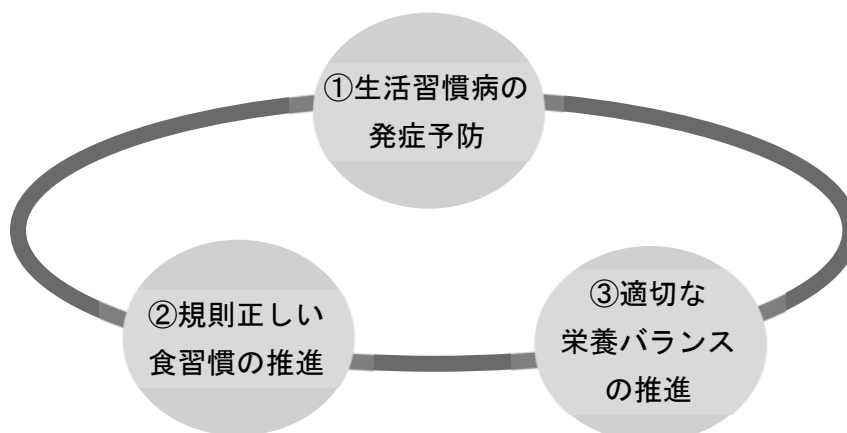 ①生活習慣病の
発症予防
②規則正しい
食習慣の推進
③適切な
栄養バランス
の推進